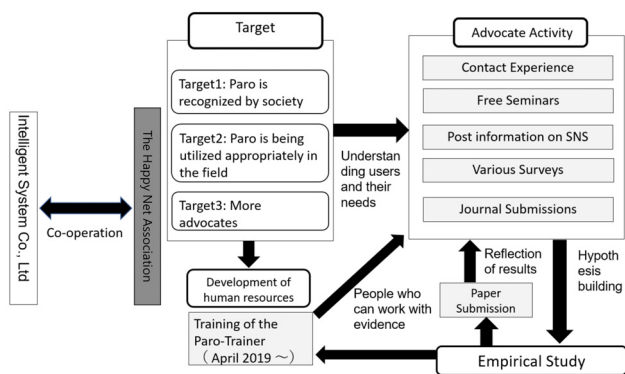 Intelligent System Co., Ltd
Co-operation
The Happy Net Association
Target
Target1: Paro is
recognized by society
Target2: Paro is being
utilized appropriately in
the field
Target3: More
advocates
Understan
ding users
and their
needs
Advocate Activity
Contact Experience
Free Seminars
Post information on SNS
Various Surveys
Journal Submissions
Development of
human resources
Training of the
Paro-Trainer
（ April 2019 ～）
People who
can work with
evidence
Reflection
of results
Paper
Submission
Hypoth
esis
building
Empirical Study